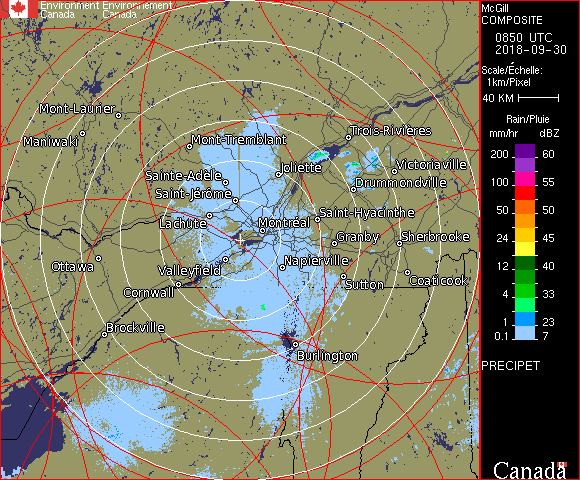 Environment Environnement
Canada Canada
McGill
COMPOSITE
0850 UTC
2018-09-30
Scale/Échelle:
1km/Pixel
40 KM
Rain/Pluie
mm/hr dBZ
200 60
100 55
50 50
24 45
12 40
4 33
1 23
0.1 7
PRECIPET
Canada
Mont-Laurier
Maniwaki
Mont-Tremblant
Trois-Rivières
Joliette
Victoriaville
Sainte-Adèle
Drummondville
Saint-Jérôme
Saint-Hyacinthe
Lachute
Montréal
Granby
Sherbrooke
Ottawa
Valleyfield
Napierville
Cornwall
Sutton
Coaticook
Brockville
Burlington